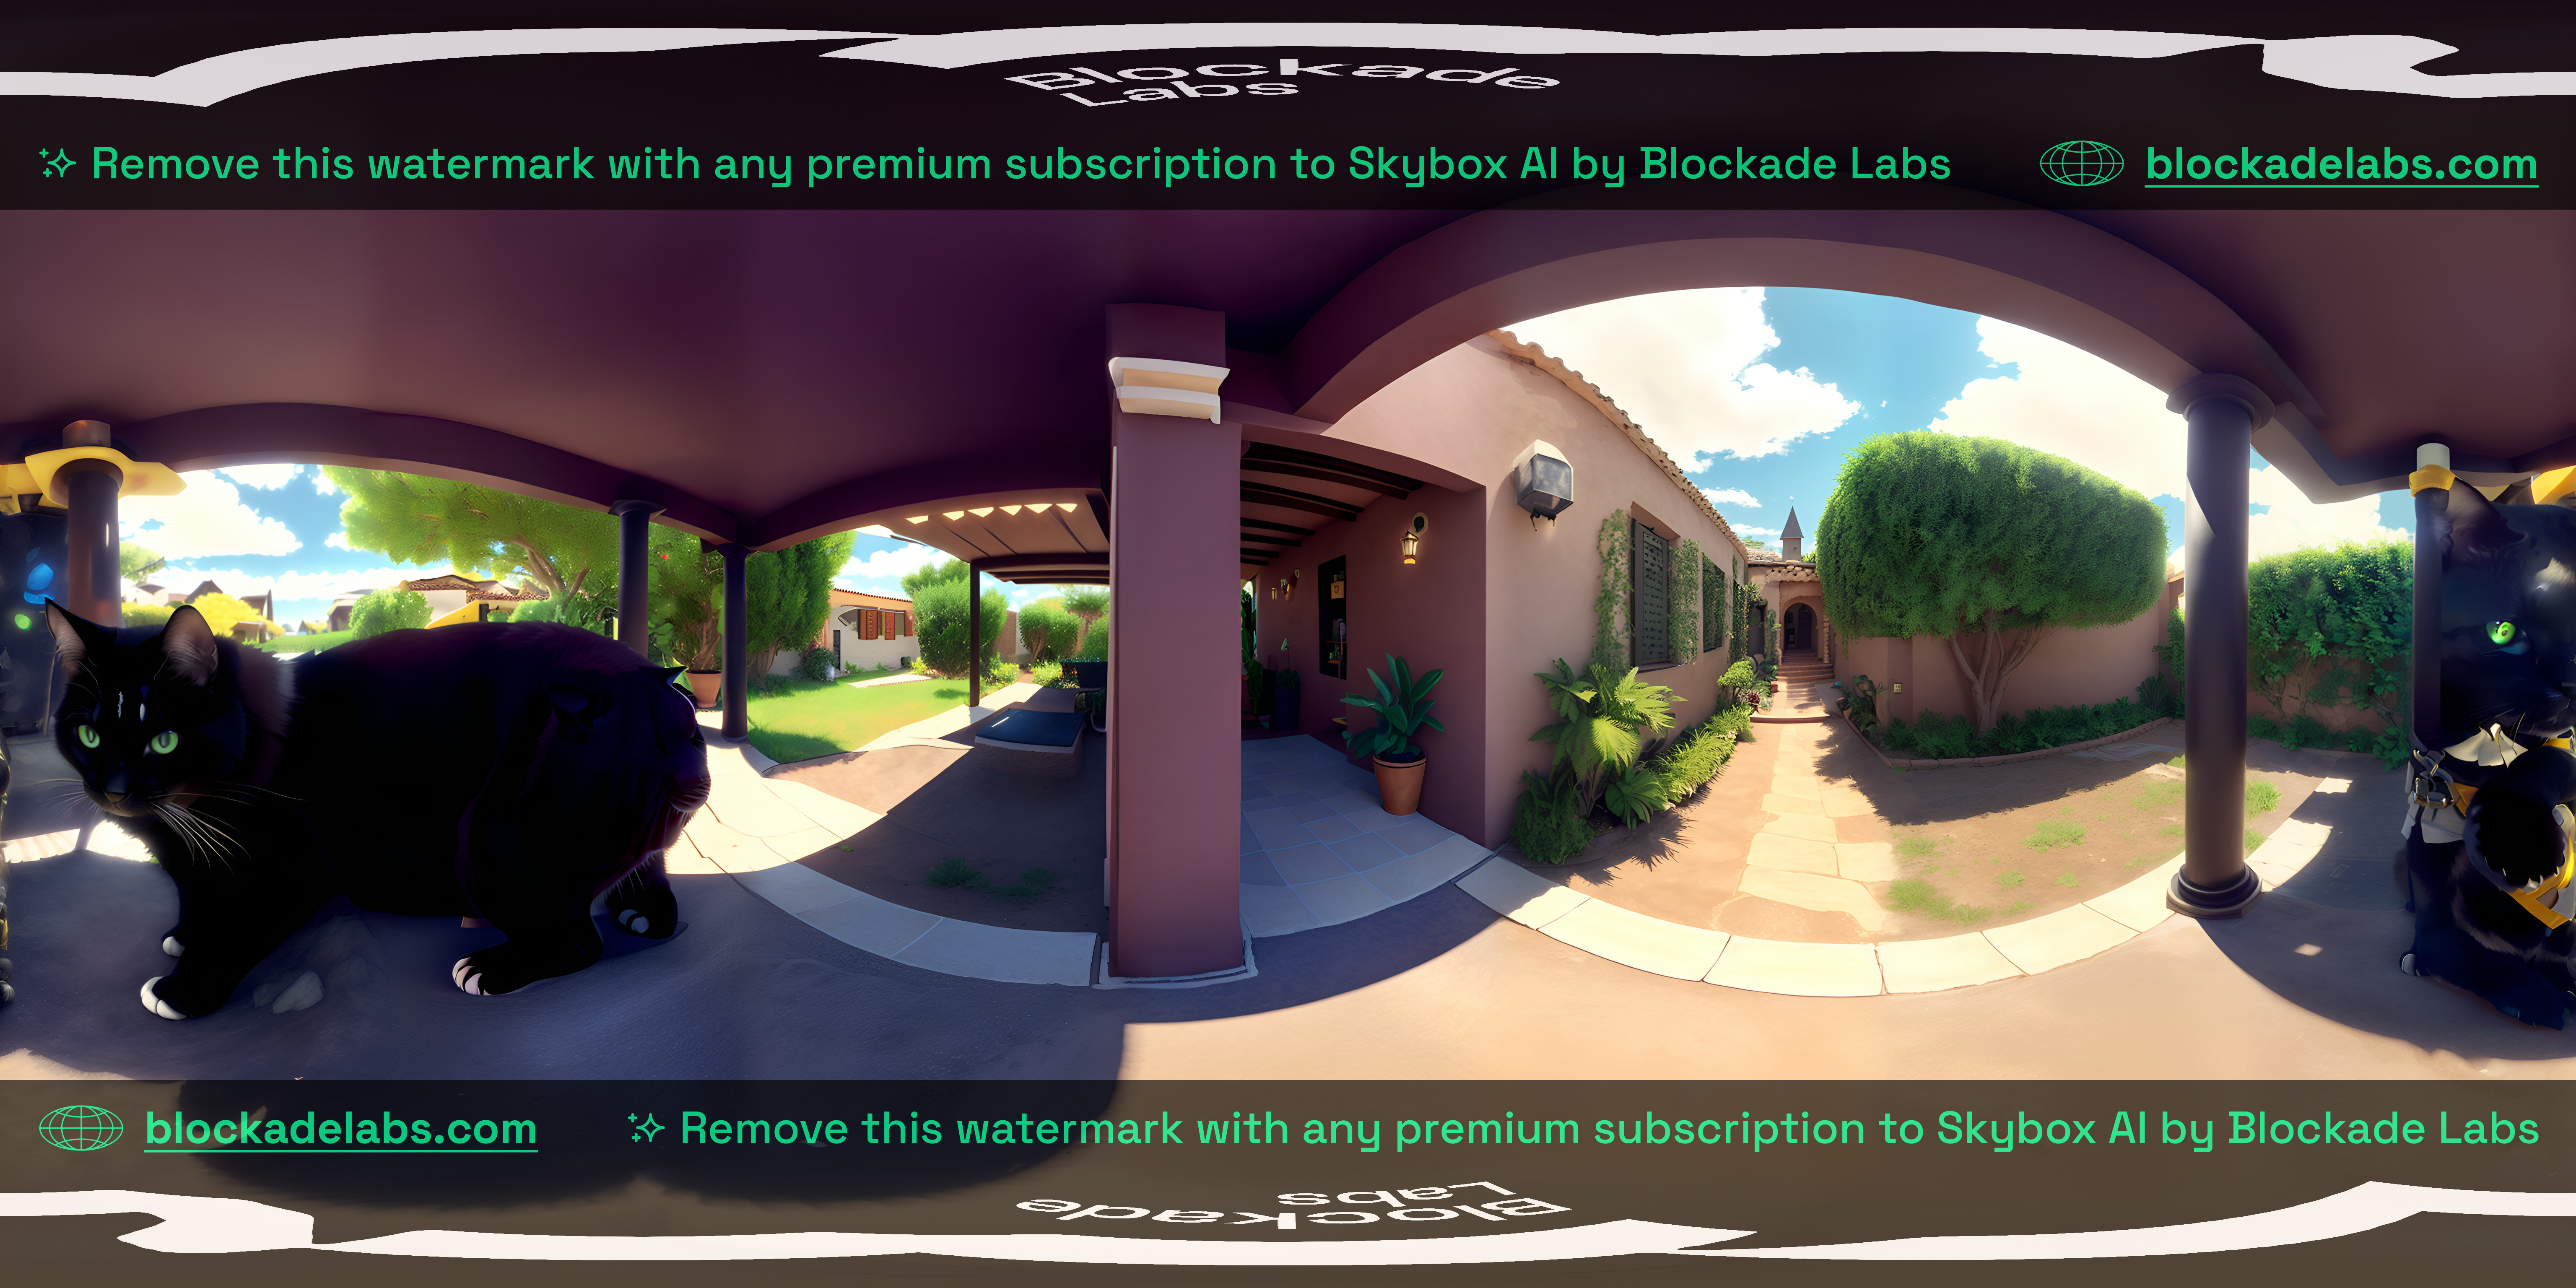 Blockade
Labs
Remove this watermark with any premium subscription to Skybox AI by Blockade Labs
blockadelabs.com
blockadelabs.com
Remove this watermark with any premium subscription to Skybox AI by Blockade Labs
Blockade
Labs